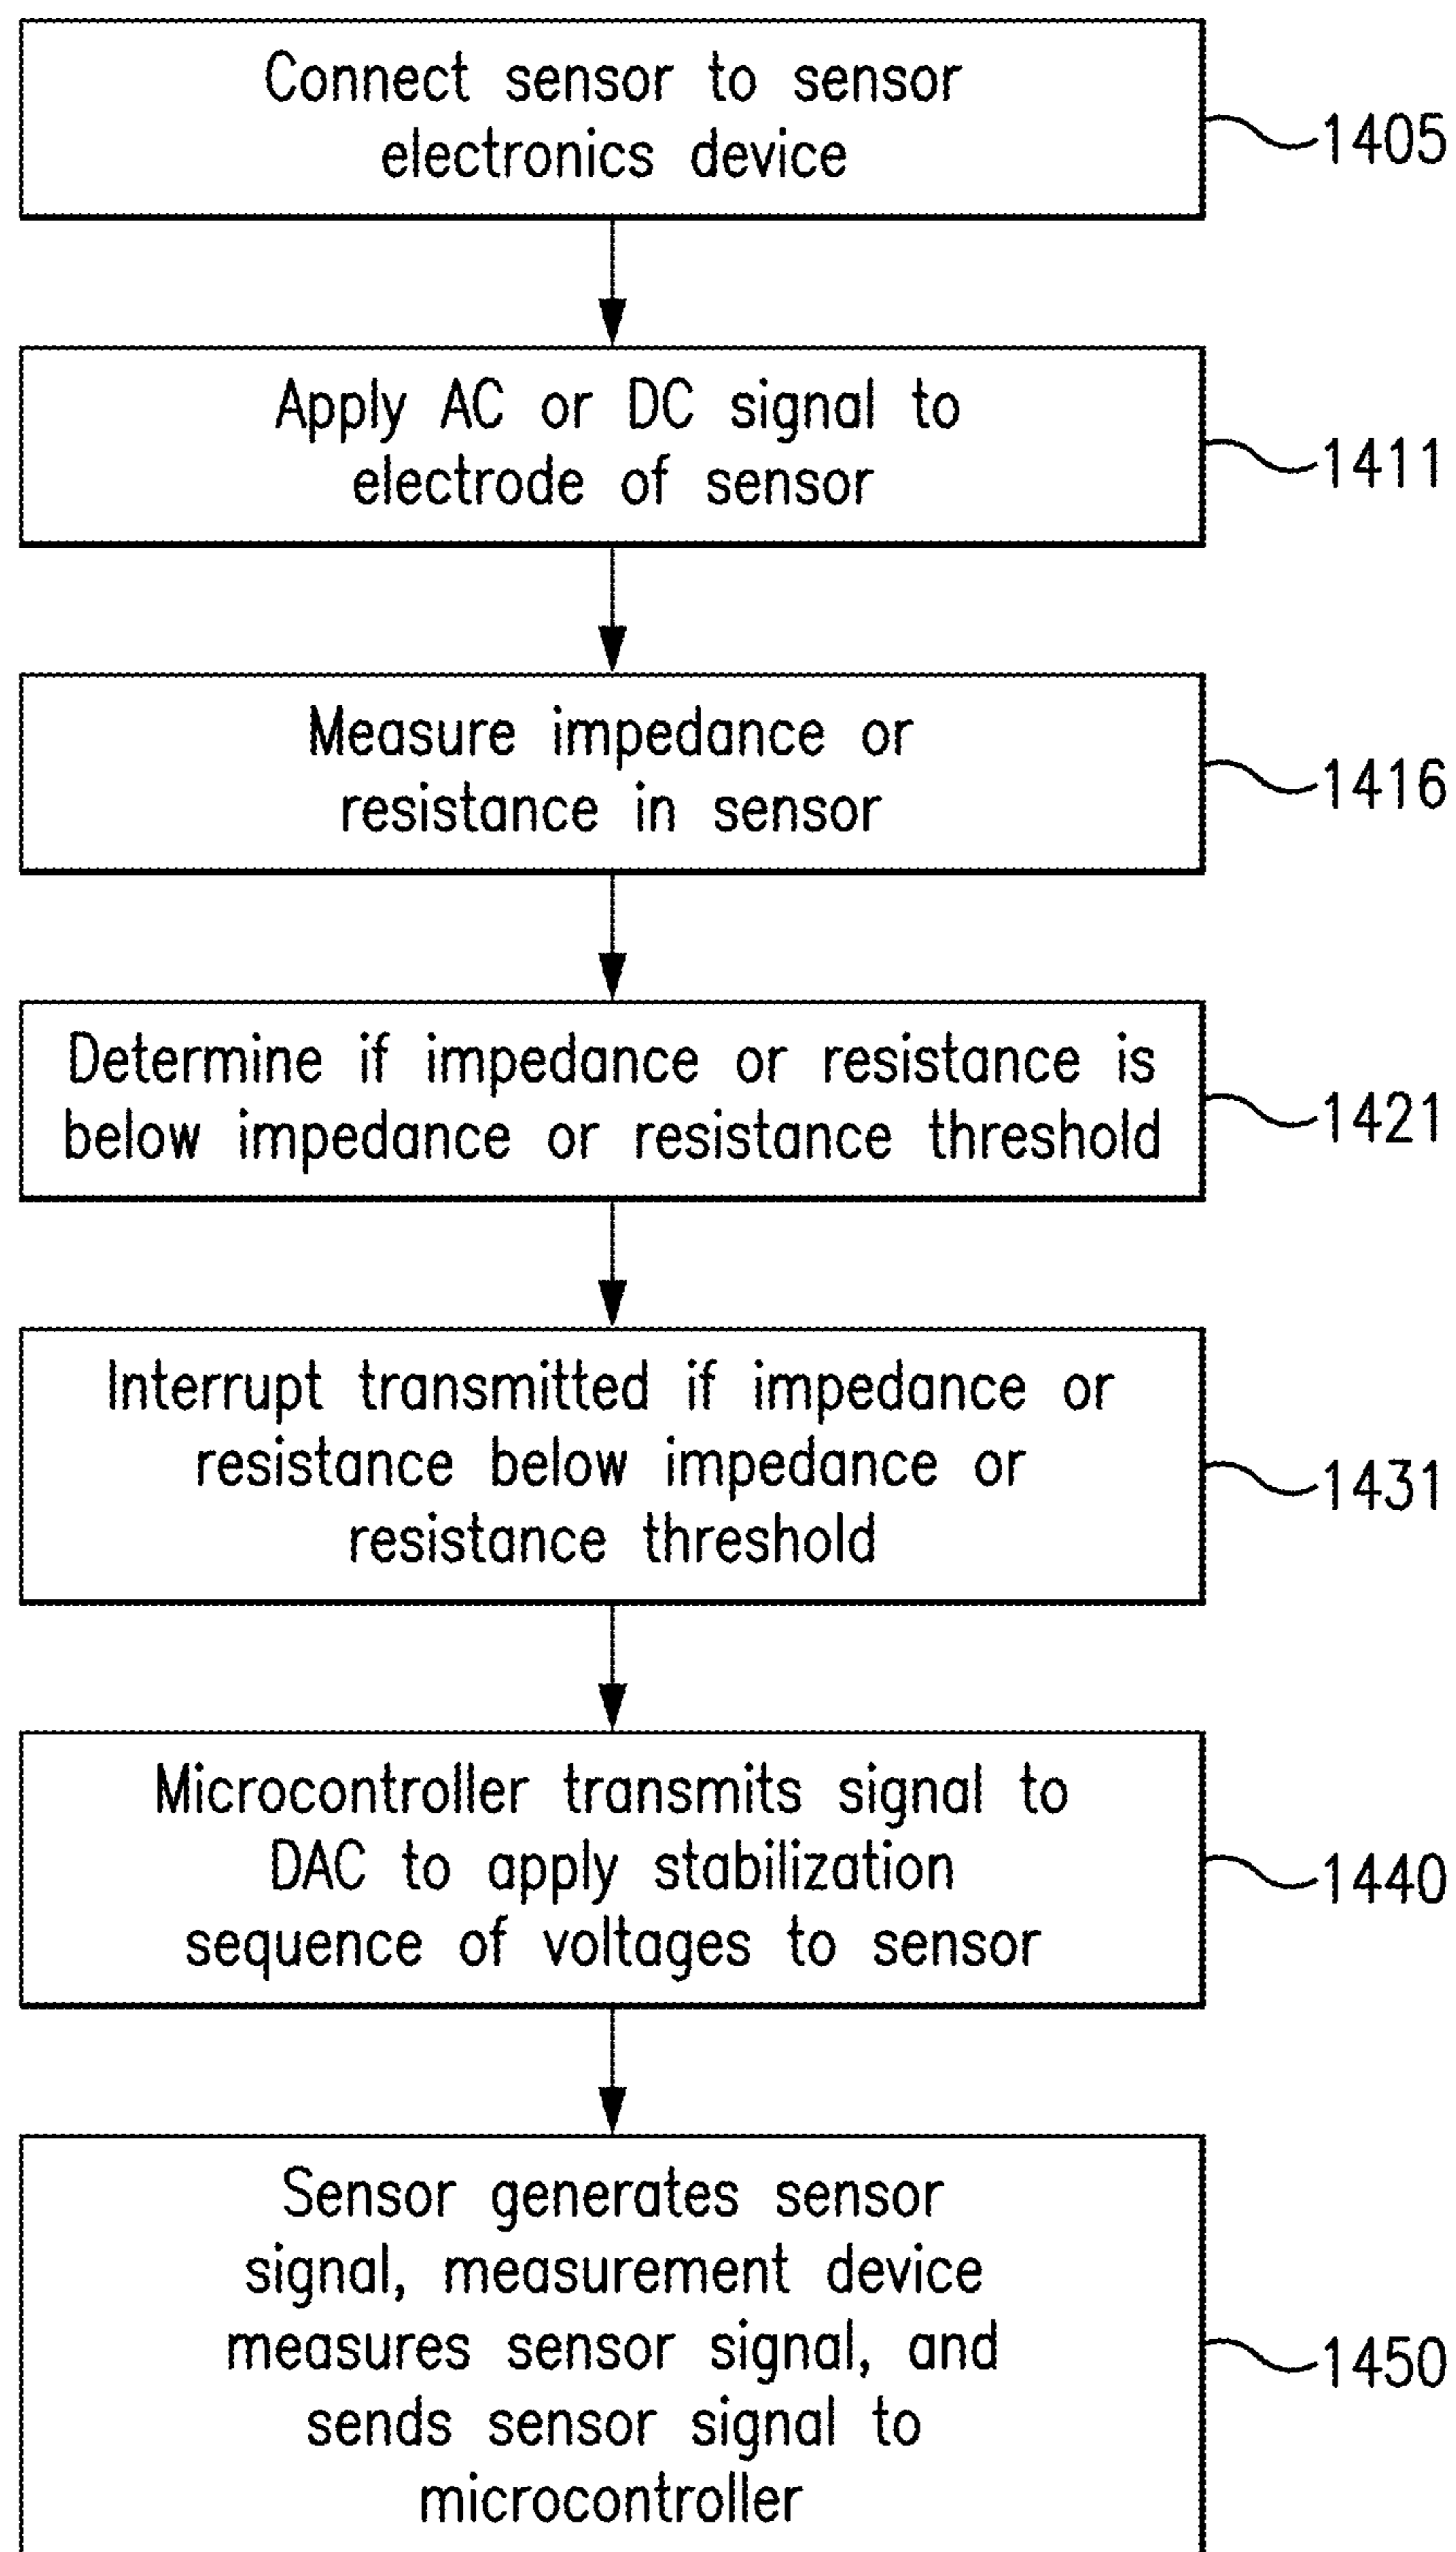 Connect sensor to sensor
electronics device
1405
Apply AC or DC signal to
electrode of sensor
1411
Measure impedance or
resistance in sensor
1416
Determine if impedance or resistance is
below impedance or resistance threshold
1421
Interrupt transmitted if impedance or
resistance below impedance or
resistance threshold
1431
Microcontroller transmits signal to
DAC to apply stabilization
sequence of voltages to sensor
1440
Sensor generates sensor
signal, measurement device
measures sensor signal, and
sends sensor signal to
microcontroller
1450